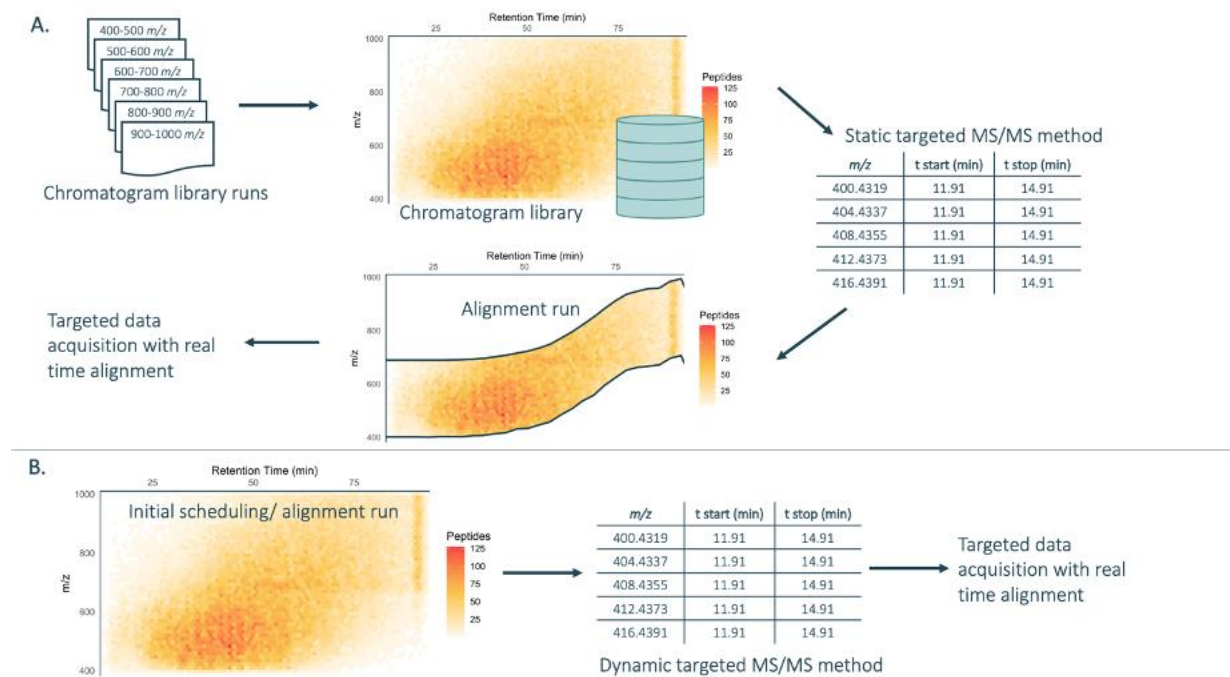 A.
400-500 m/z
500-600 m/z
600-700 m/z
700-800 m/z
800-900 m/z
900-1000 m/z
Chromatogram library runs
Retention Time (min)
25 50 75
1000
800
600
400
m/z
Peptides
125
100
75
50
25
Chromatogram library
Static targeted MS/MS method
m/z t start (min) t stop (min)
400.4319 11.91 14.91
404.4337 11.91 14.91
408.4355 11.91 14.91
412.4373 11.91 14.91
416.4391 11.91 14.91
Retention Time (min)
25 50 75
1000
800
600
400
m/z
Alignment run
Peptides
125
100
75
50
25
Targeted data
acquisition with real
time alignment
B.
Retention Time (min)
25 50 75
1000
800
600
400
m/z
Initial scheduling/ alignment run
Peptides
125
100
75
50
25
m/z t start (min) t stop (min)
400.4319 11.91 14.91
404.4337 11.91 14.91
408.4355 11.91 14.91
412.4373 11.91 14.91
416.4391 11.91 14.91
Dynamic targeted MS/MS method
Targeted data
acquisition with real
time alignment